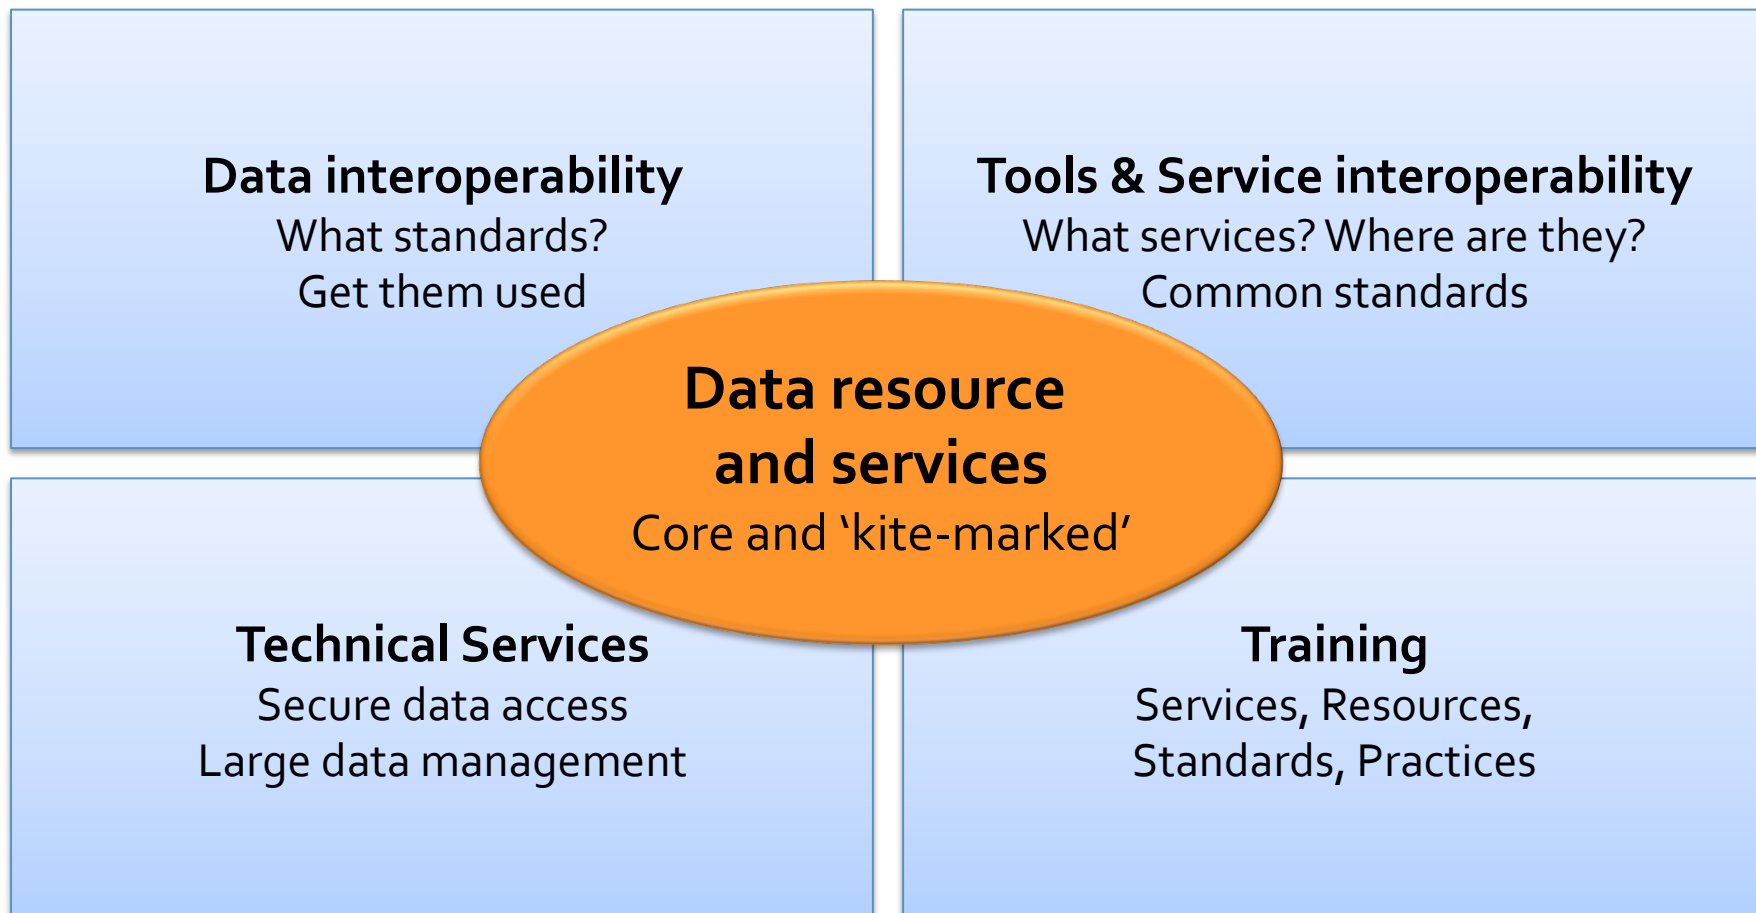 Data interoperability
What standards?
Get them used
Tools & Service interoperability
What services? Where are they?
Common standards
Data resource
and services
Core and ‘kite-marked’
Technical Services
Secure data access
Large data management
Training
Services, Resources,
Standards, Practices